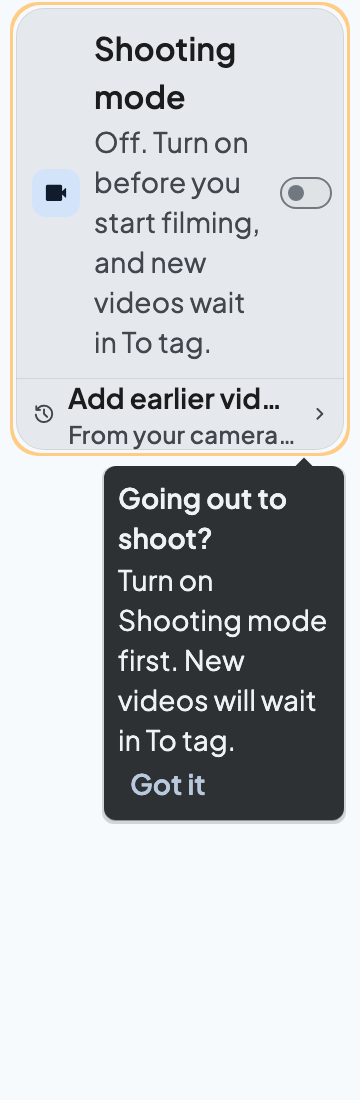 Shooting
mode
Off. Turn on
before you
start filming,
and new
videos wait
in To tag.
Add earlier vid…
From your camera…
Going out to
shoot?
Turn on
Shooting mode
first. New
videos will wait
in To tag.
Got it